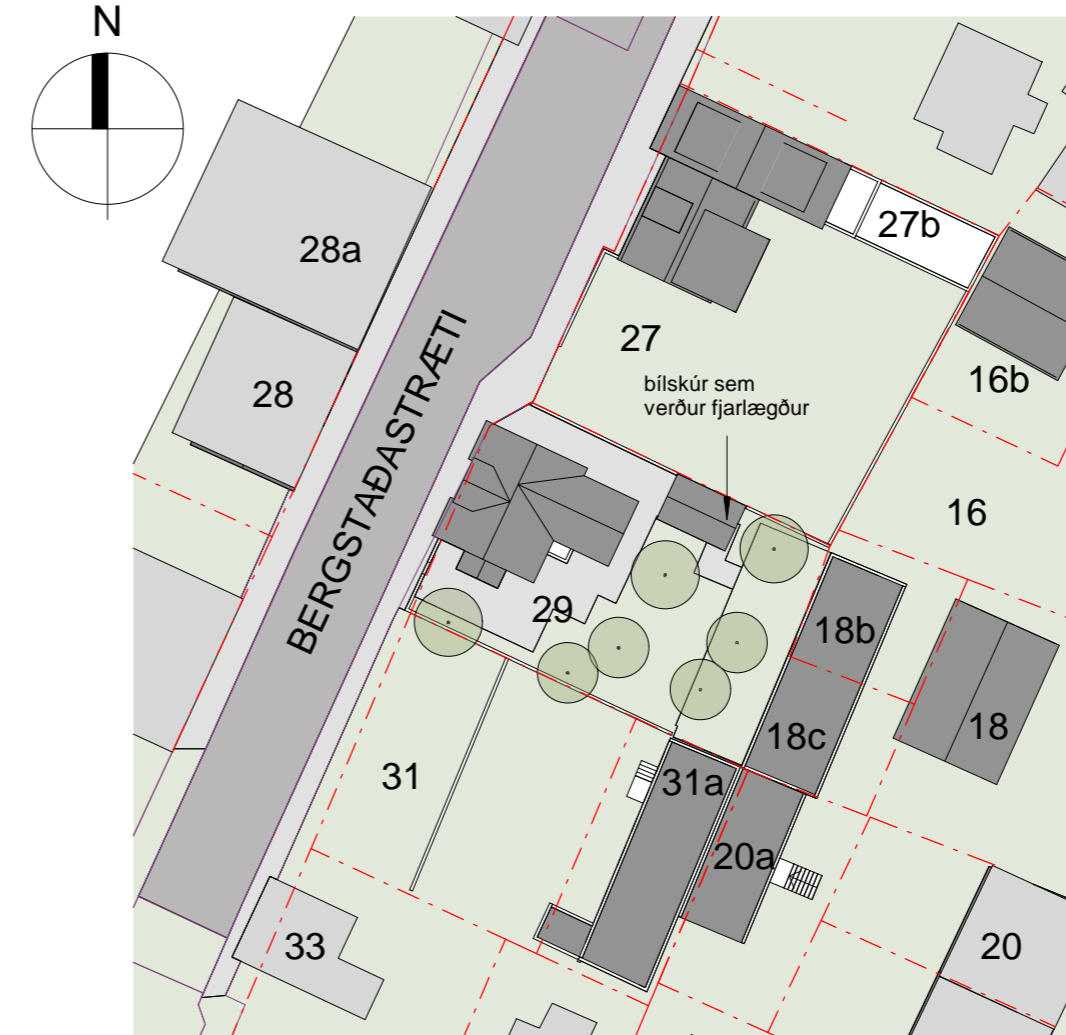 N
28a
27b
27
16b
bílskúr sem
verður fjarlægður
28
BERGSTAÐASTRÆTI
16
29
18b
18c
18
31
31a
20a
33
20